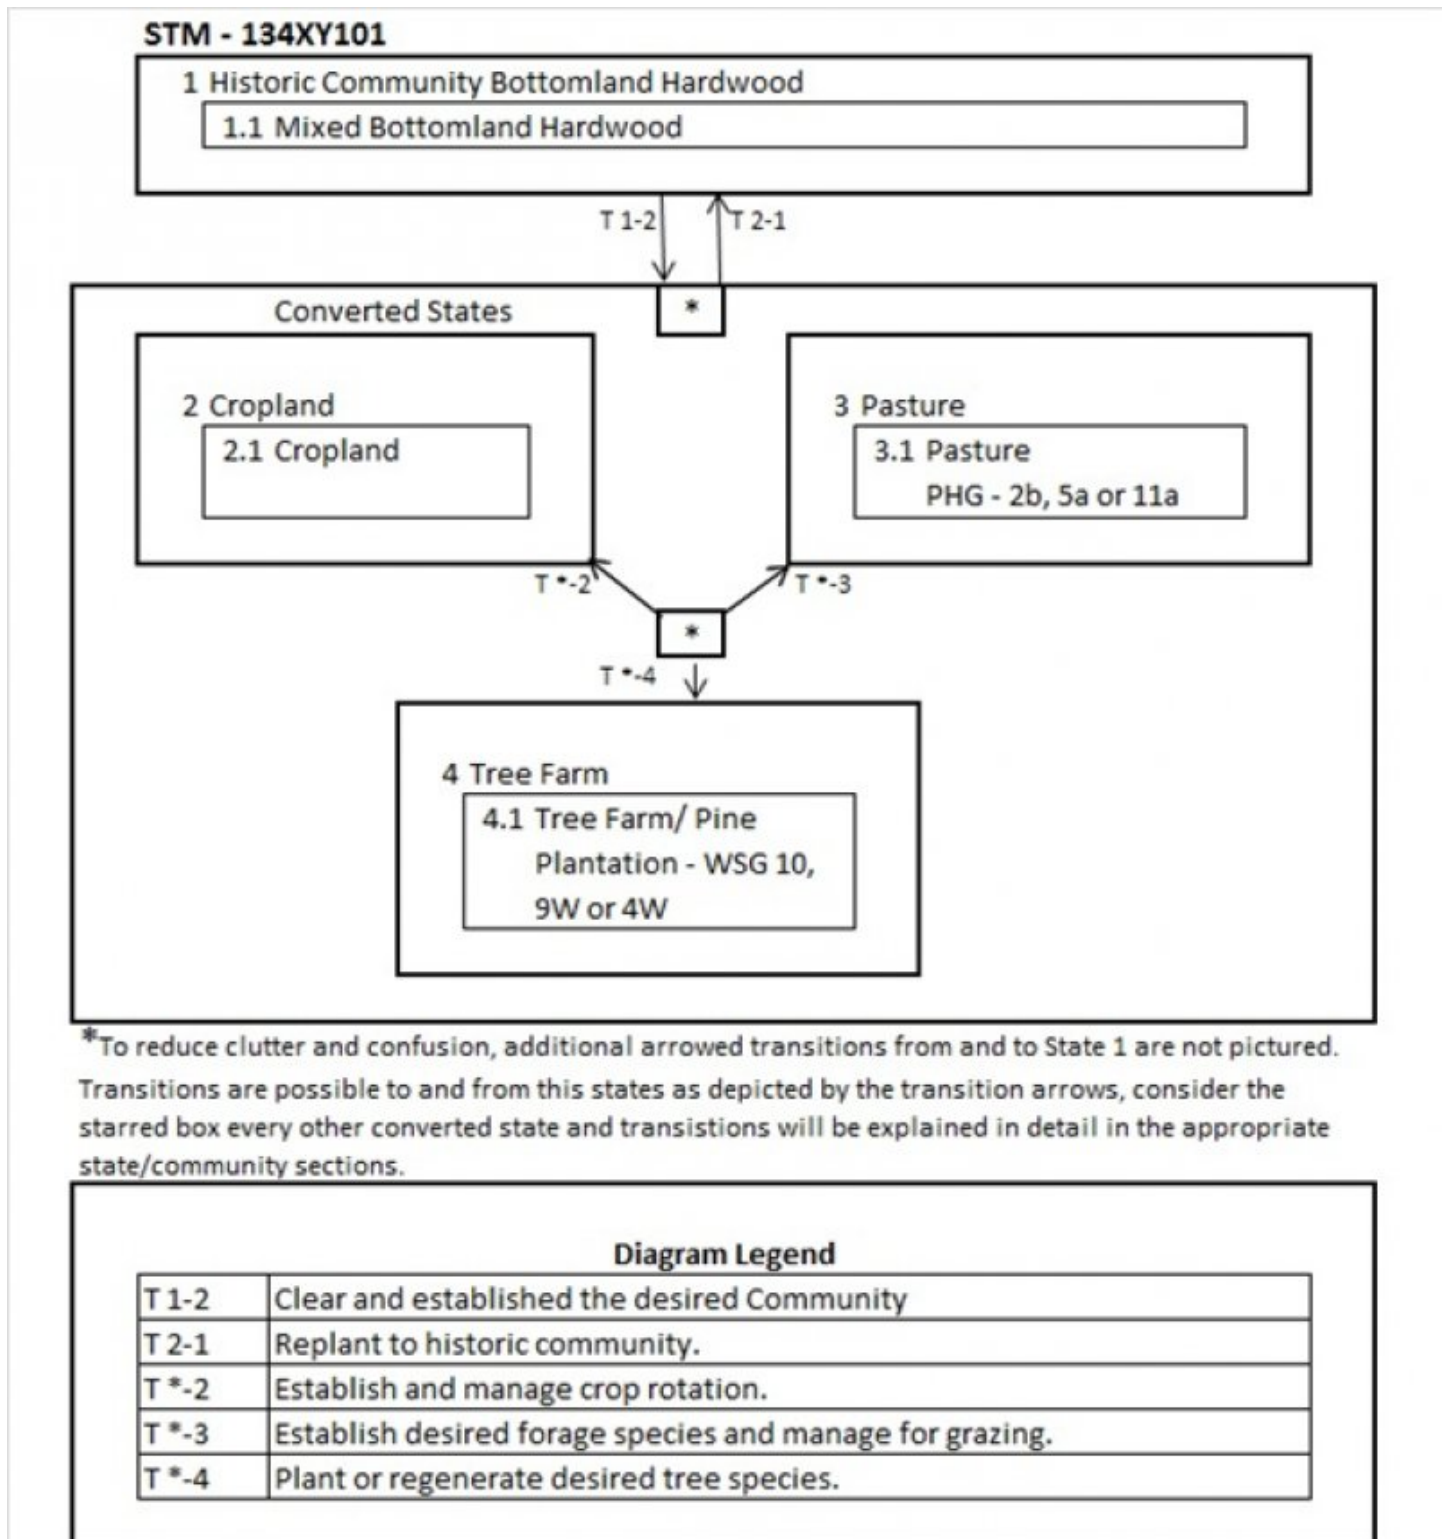 STM - 134XY101
1 Historic Community Bottomland Hardwood
1.1 Mixed Bottomland Hardwood
T 1-2
T 2-1
Converted States
*
2 Cropland
2.1 Cropland
3 Pasture
3.1 Pasture
PHG - 2b, 5a or 11a
T *-2
T *-3
*
T *-4
4 Tree Farm
4.1 Tree Farm/ Pine
Plantation - WSG 10,
9W or 4W
*To reduce clutter and confusion, additional arrowed transitions from and to State 1 are not pictured.
Transitions are possible to and from this states as depicted by the transition arrows, consider the
starred box every other converted state and transistions will be explained in detail in the appropriate
state/community sections.
Diagram Legend
T 1-2 Clear and established the desired Community
T 2-1 Replant to historic community.
T *-2 Establish and manage crop rotation.
T *-3 Establish desired forage species and manage for grazing.
T *-4 Plant or regenerate desired tree species.